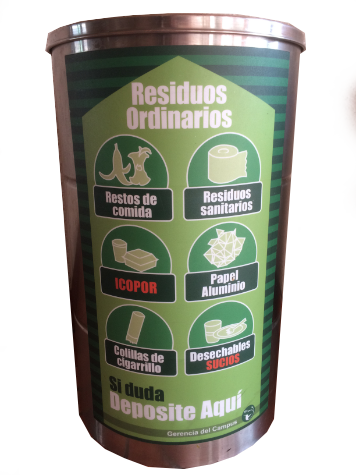 Residuos
Ordinarios
Restos de
comida
Residuos
sanitarios
ICOPOR
Papel
Aluminio
Colillas de
cigarrillo
Desechables
SUCIOS
Si duda
Deposite Aquí
Gerencia del Campus